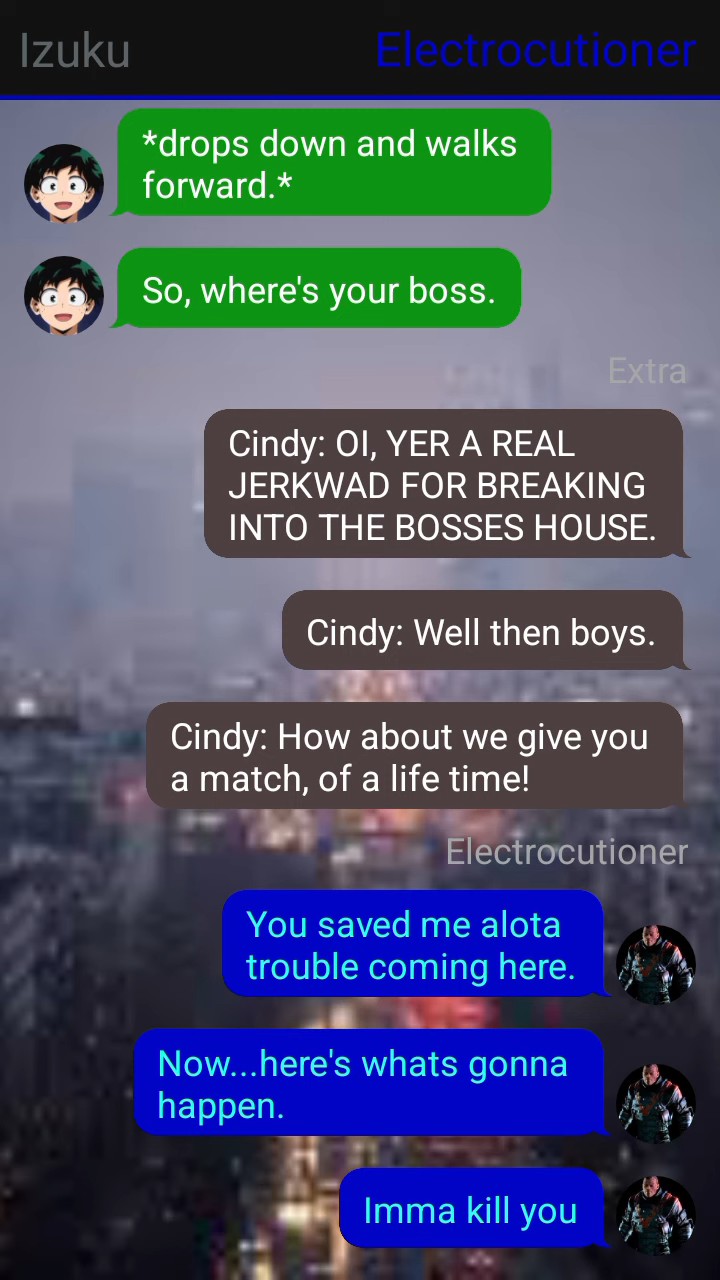 Izuku
Electrocutioner
*drops down and walks
forward.*
So, where's your boss.
Extra
Cindy: OI, YER A REAL
JERKWAD FOR BREAKING
INTO THE BOSSES HOUSE.
Cindy: Well then boys.
Cindy: How about we give you
a match, of a life time!
Electrocutioner
You saved me alota
trouble coming here.
Now...here's whats gonna
happen.
Imma kill you